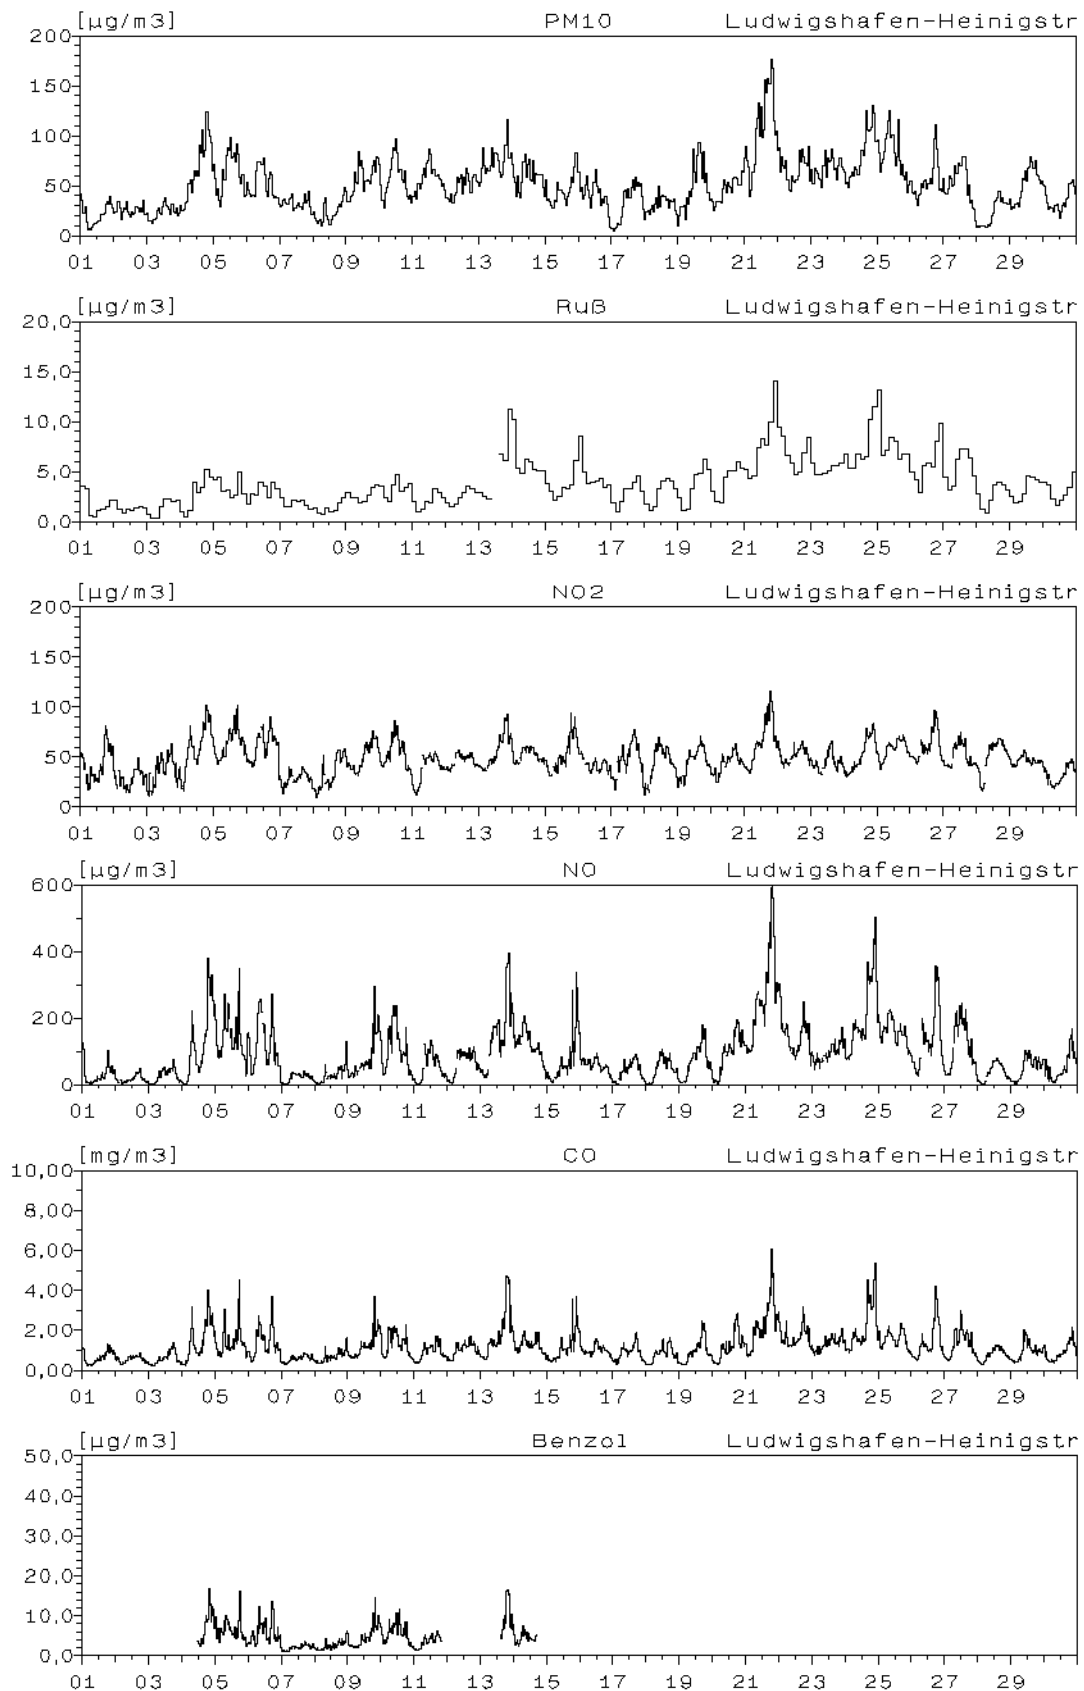 [µg/m3] PM10 Ludwigshafen-Heinigstr
200
150
100
50
0
01 03 05 07 09 11 13 15 17 19 21 23 25 27 29
[µg/m3] Ruß Ludwigshafen-Heinigstr
20,0
15,0
10,0
5,0
0,0
01 03 05 07 09 11 13 15 17 19 21 23 25 27 29
[µg/m3] NO2 Ludwigshafen-Heinigstr
200
150
100
50
0
01 03 05 07 09 11 13 15 17 19 21 23 25 27 29
[µg/m3] NO Ludwigshafen-Heinigstr
600
400
200
0
01 03 05 07 09 11 13 15 17 19 21 23 25 27 29
[mg/m3] CO Ludwigshafen-Heinigstr
10,00
8,00
6,00
4,00
2,00
0,00
01 03 05 07 09 11 13 15 17 19 21 23 25 27 29
[µg/m3] Benzol Ludwigshafen-Heinigstr
50,0
40,0
30,0
20,0
10,0
0,0
01 03 05 07 09 11 13 15 17 19 21 23 25 27 29